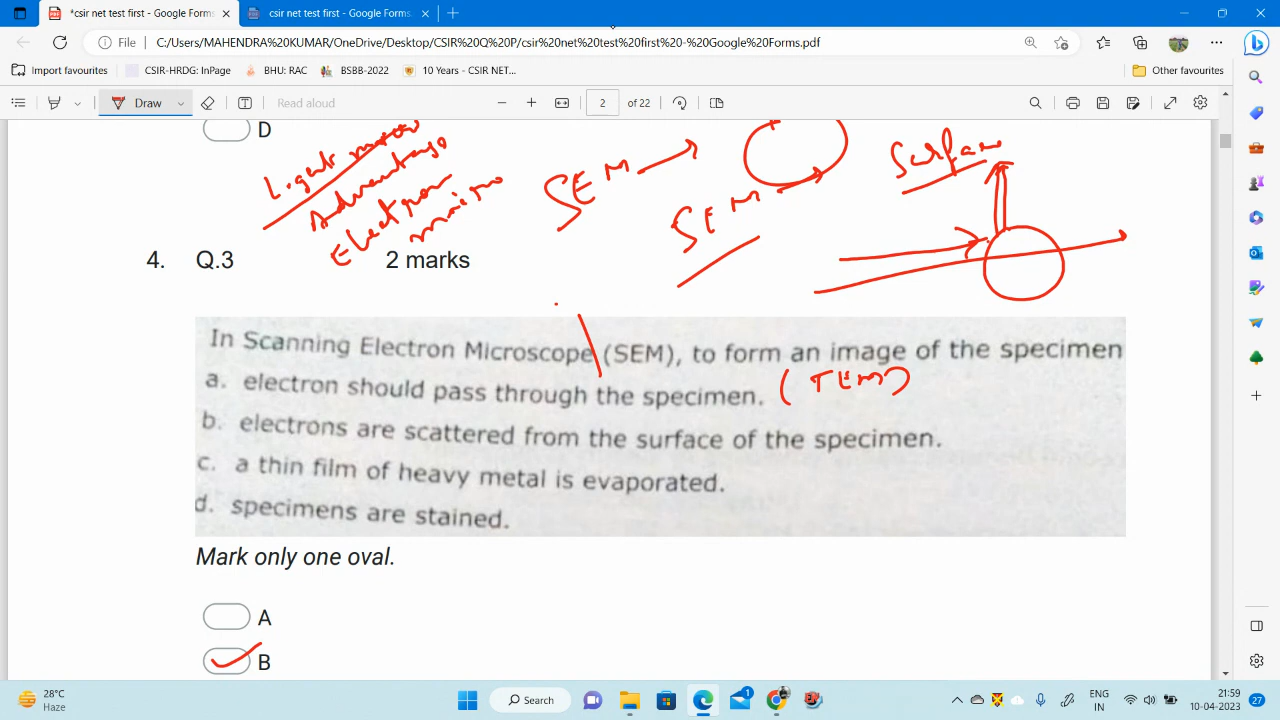 *csir net test first - Google Forms
csir net test first - Google Forms
File
C:/Users/MAHENDRA%20KUMAR/OneDrive/Desktop/CSIR%20Q%20P/csir%20net%20test%20first%20-%20Google%20Forms.pdf
Import favourites
CSIR-HRDG: InPage
BHU: RAC
BSBB-2022
10 Years - CSIR NET...
Other favourites
Draw
Read aloud
2
of 22
D
SEM
SEM
Surface
Electron
4. Q.3
2 marks
In Scanning Electron Microscope (SEM), to form an image of the specimen
a. electron should pass through the specimen. (TEM)
b. electrons are scattered from the surface of the specimen.
c. a thin film of heavy metal is evaporated.
d. specimens are stained.
Mark only one oval.
A
B
28°C
Haze
Search
1
ENG
IN
21:59
10-04-2023
27